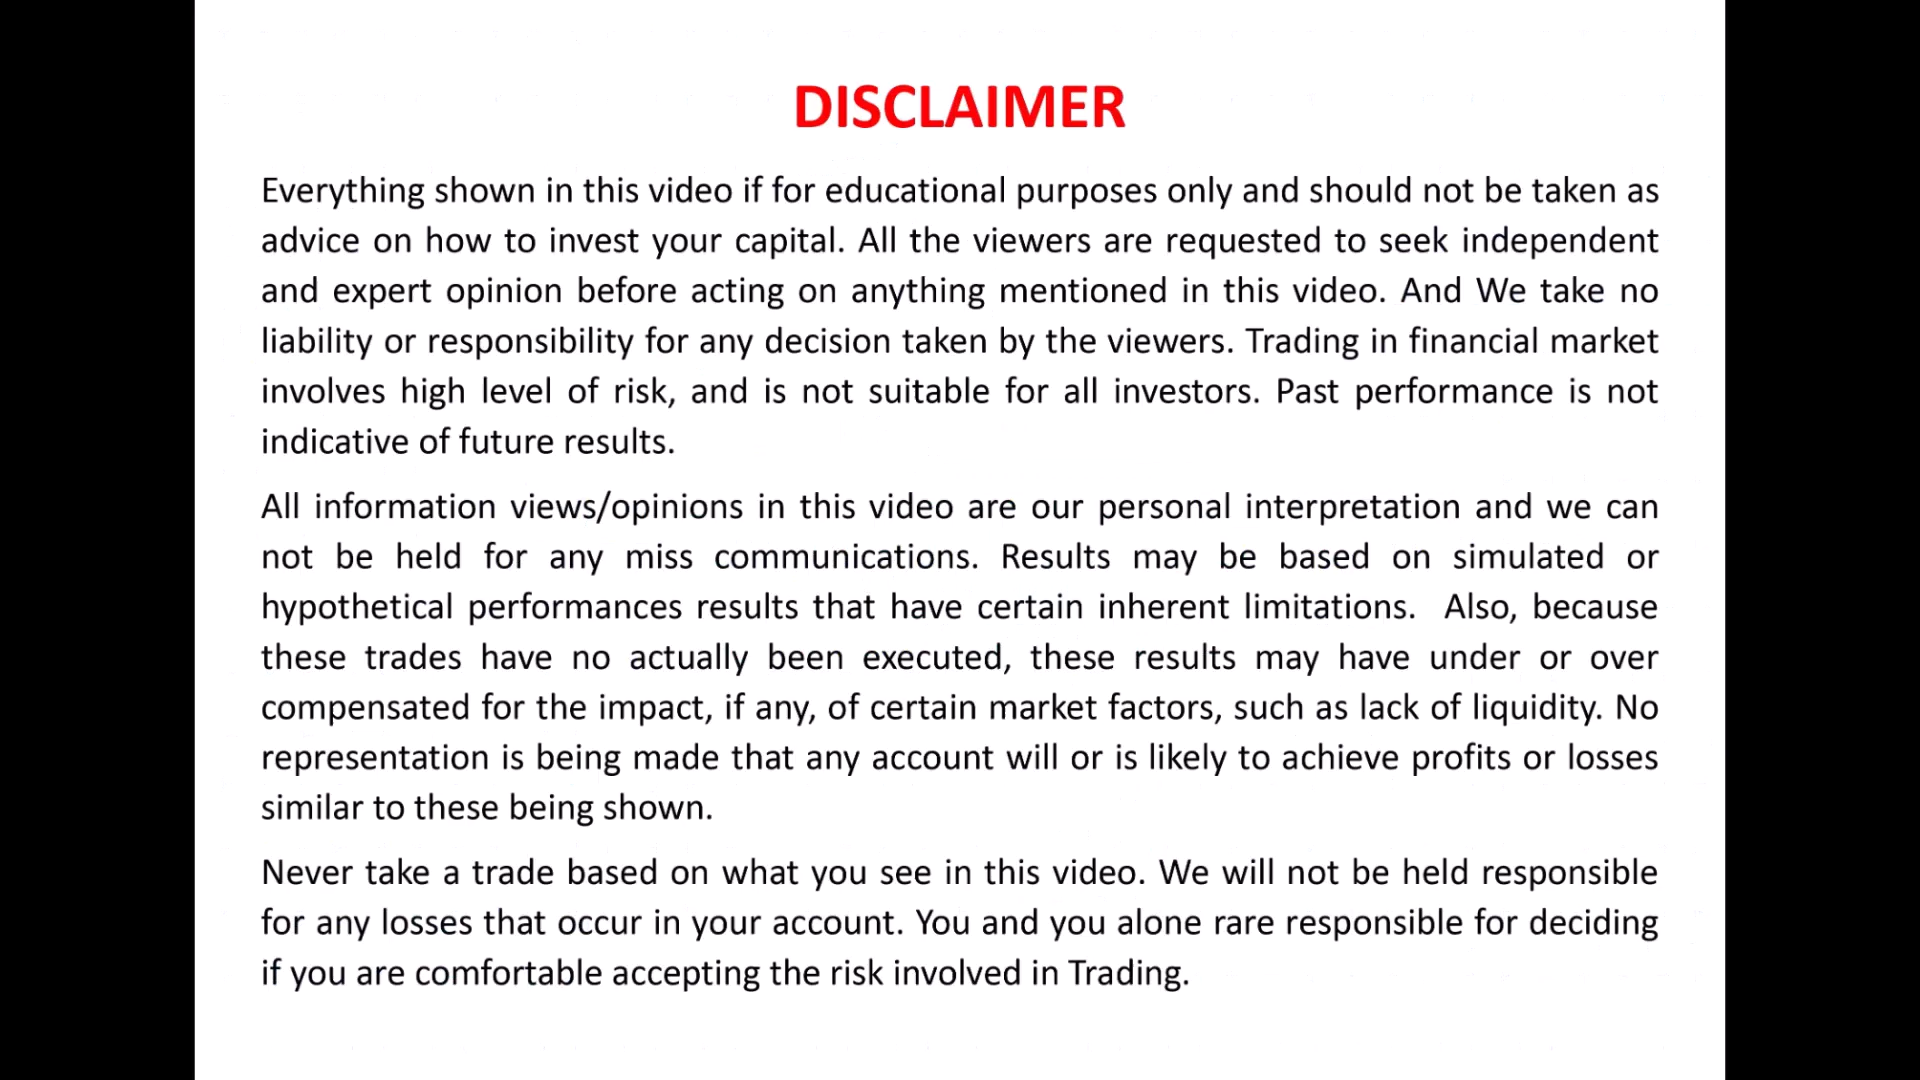 DISCLAIMER
Everything shown in this video if for educational purposes only and should not be taken as
advice on how to invest your capital. All the viewers are requested to seek independent
and expert opinion before acting on anything mentioned in this video. And We take no
liability or responsibility for any decision taken by the viewers. Trading in financial market
involves high level of risk, and is not suitable for all investors. Past performance is not
indicative of future results.
All information views/opinions in this video are our personal interpretation and we can
not be held for any miss communications. Results may be based on simulated or
hypothetical performances results that have certain inherent limitations.  Also, because
these trades have no actually been executed, these results may have under or over
compensated for the impact, if any, of certain market factors, such as lack of liquidity. No
representation is being made that any account will or is likely to achieve profits or losses
similar to these being shown.
Never take a trade based on what you see in this video. We will not be held responsible
for any losses that occur in your account. You and you alone rare responsible for deciding
if you are comfortable accepting the risk involved in Trading.